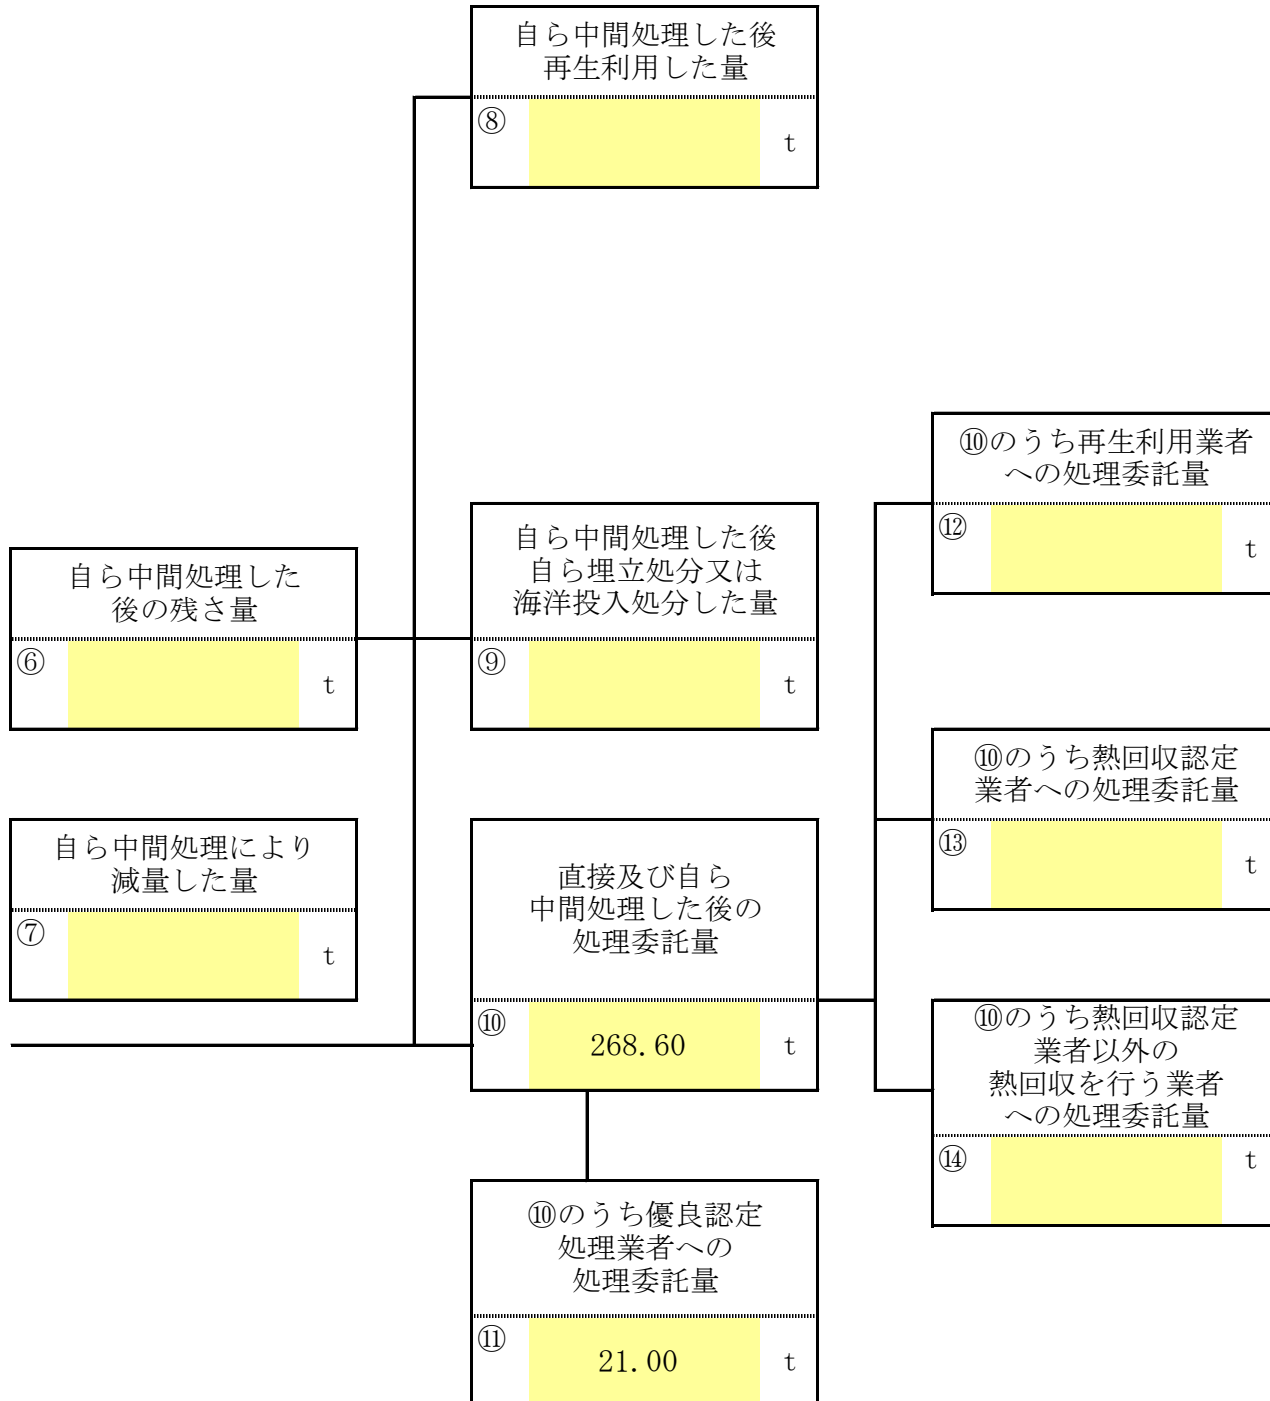 自ら中間処理した後
再生利用した量
⑧
t
⑩のうち再生利用業者
への処理委託量
⑫
t
自ら中間処理した後
自ら埋立処分又は
海洋投入処分した量
⑨
t
自ら中間処理した
後の残さ量
⑥
t
⑩のうち熱回収認定
業者への処理委託量
⑬
t
自ら中間処理により
減量した量
⑦
t
直接及び自ら
中間処理した後の
処理委託量
⑩
268.60 t
⑩のうち熱回収認定
業者以外の
熱回収を行う業者
への処理委託量
⑭
t
⑩のうち優良認定
処理業者への
処理委託量
⑪
21.00 t